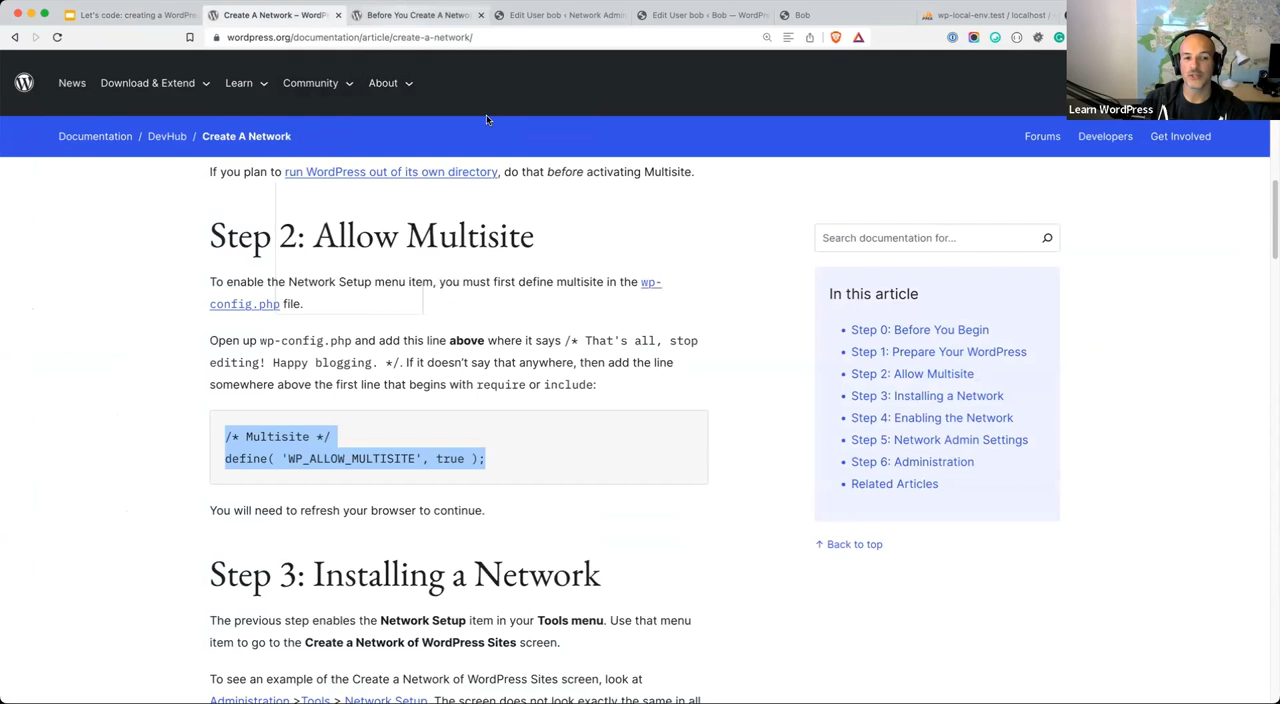 Let's code: creating a WordPre
Create A Network – WordP
Before You Create A Netwo
Edit User bob ‹ Network Admin
Edit User bob ‹ Bob — WordPr
Bob
wp-local-env.test / localhost /
wordpress.org/documentation/article/create-a-network/
News
Download & Extend
Learn
Community
About
Learn WordPress
Documentation / DevHub / Create A Network
Forums
Developers
Get Involved
If you plan to run WordPress out of its own directory, do that before activating Multisite.
Step 2: Allow Multisite
To enable the Network Setup menu item, you must first define multisite in the wp-
config.php file.
Open up wp-config.php and add this line above where it says /* That's all, stop
editing! Happy blogging. */. If it doesn't say that anywhere, then add the line
somewhere above the first line that begins with require or include:
/* Multisite */
define( 'WP_ALLOW_MULTISITE', true );
You will need to refresh your browser to continue.
Step 3: Installing a Network
The previous step enables the Network Setup item in your Tools menu. Use that menu
item to go to the Create a Network of WordPress Sites screen.
To see an example of the Create a Network of WordPress Sites screen, look at
Administration >Tools > Network Setup. The screen does not look exactly the same in all
Search documentation for...
In this article
Step 0: Before You Begin
Step 1: Prepare Your WordPress
Step 2: Allow Multisite
Step 3: Installing a Network
Step 4: Enabling the Network
Step 5: Network Admin Settings
Step 6: Administration
Related Articles
↑ Back to top